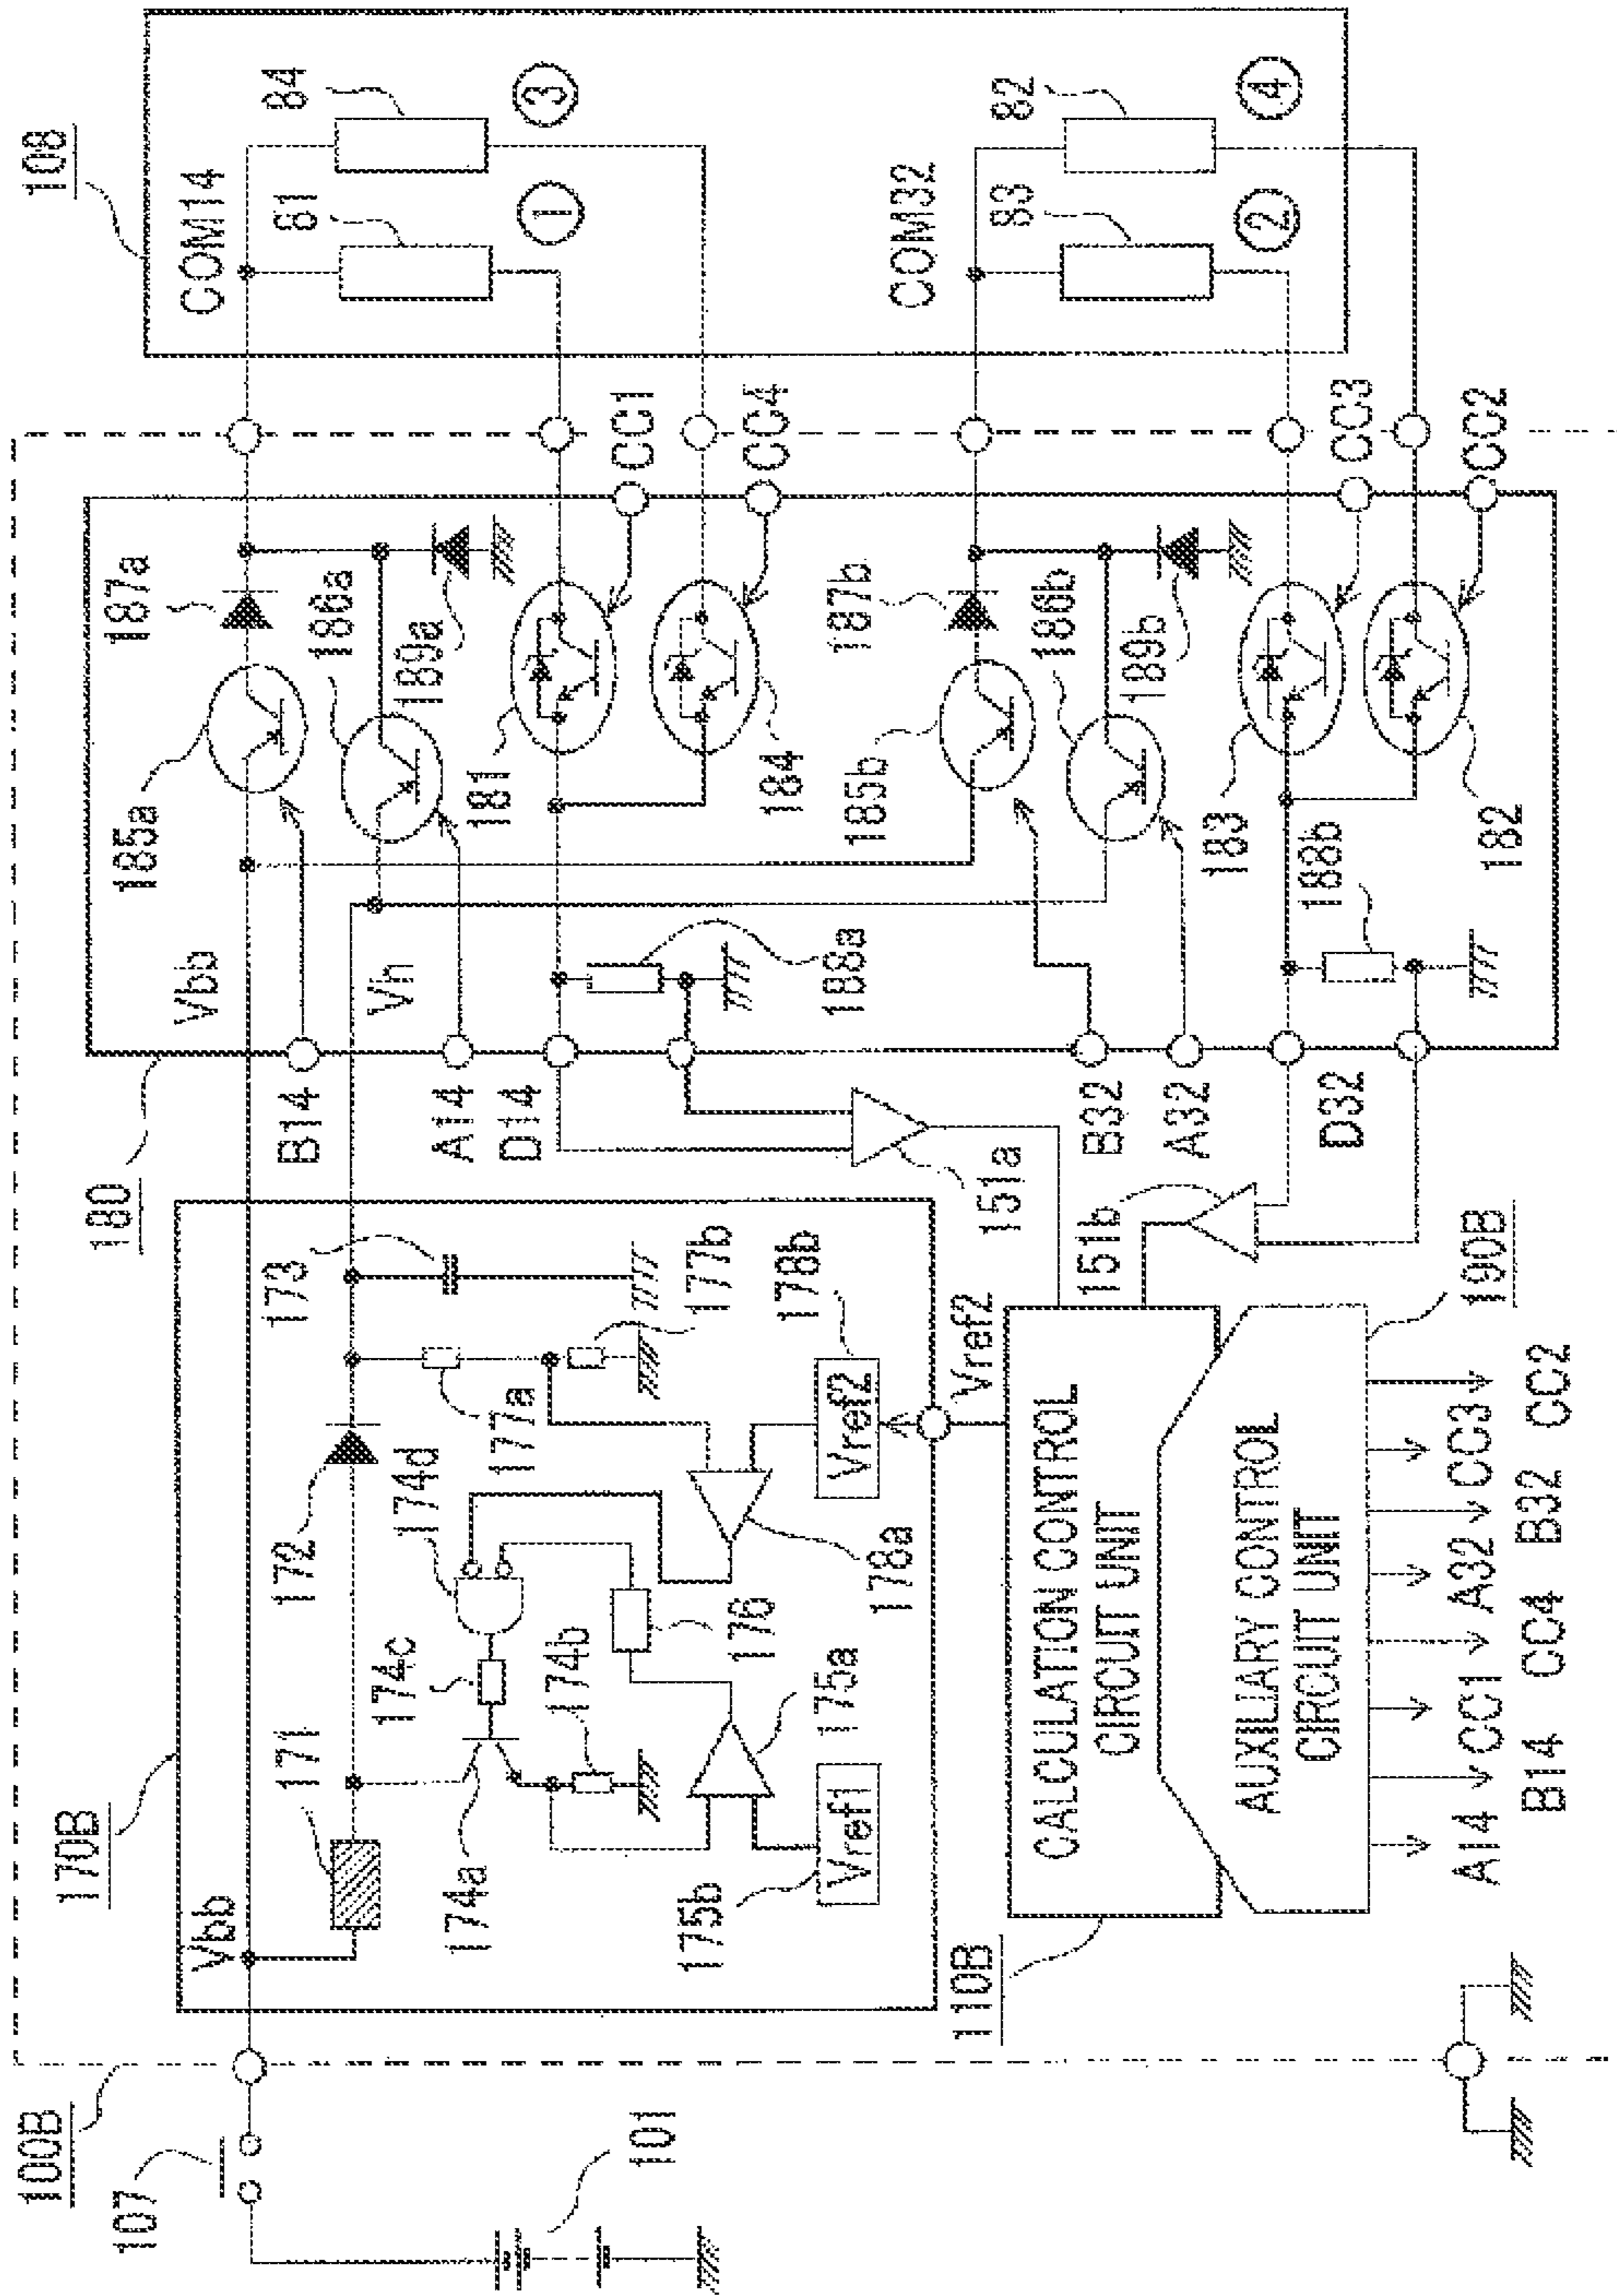 100B
107
101
170B
Vbb
171
172
173
174a
174b
174c
174d
175a
175b
Vref1
176
177a
177b
178a
178b
Vref2
Vref2
110B
CALCULATION CONTROL
CIRCUIT UNIT
AUXILIARY CONTROL
CIRCUIT UNIT
190B
A14 CC1 A32 CC3
B14 CC4 B32 CC2
151a
151b
180
B14
A14
D14
B32
A32
D32
Vbb
Vh
185a
187a
186a
189a
181
184
188a
185b
187b
186b
189b
183
182
188b
CC1
CC4
CC3
CC2
108
COM14
81
84
①
③
COM32
83
82
②
④